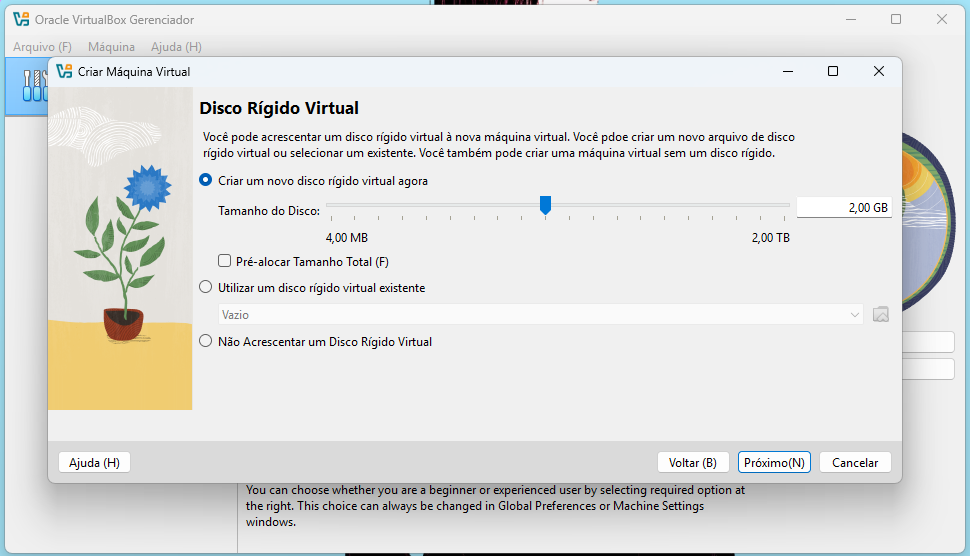 Oracle VirtualBox Gerenciador
Arquivo (F) Máquina Ajuda (H)
Criar Máquina Virtual
Disco Rígido Virtual
Você pode acrescentar um disco rígido virtual à nova máquina virtual. Você pdoe criar um novo arquivo de disco
rígido virtual ou selecionar um existente. Você também pode criar uma máquina virtual sem um disco rígido.
Criar um novo disco rígido virtual agora
Tamanho do Disco: 2,00 GB
4,00 MB 2,00 TB
Pré-alocar Tamanho Total (F)
Utilizar um disco rígido virtual existente
Vazio
Não Acrescentar um Disco Rígido Virtual
Ajuda (H) Voltar (B) Próximo(N) Cancelar
You can choose whether you are a beginner or experienced user by selecting required option at
the right. This choice can always be changed in Global Preferences or Machine Settings
windows.